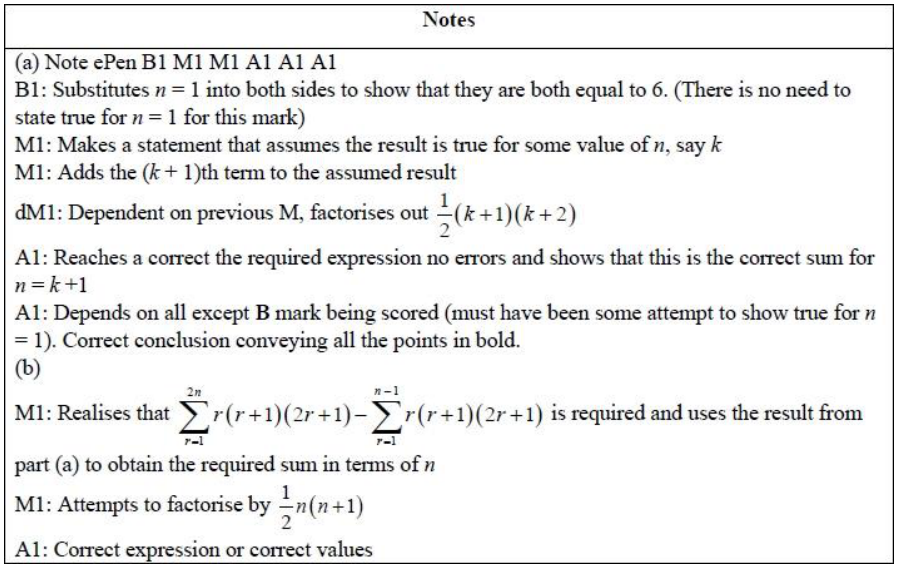 Notes
(a) Note ePen B1 M1 M1 A1 A1 A1
B1: Substitutes n = 1 into both sides to show that they are both equal to 6. (There is no need to
state true for n = 1 for this mark)
M1: Makes a statement that assumes the result is true for some value of n, say k
M1: Adds the (k + 1)th term to the assumed result
dM1: Dependent on previous M, factorises out 1/2(k+1)(k+2)
A1: Reaches a correct the required expression no errors and shows that this is the correct sum for
n = k+1
A1: Depends on all except B mark being scored (must have been some attempt to show true for n
= 1). Correct conclusion conveying all the points in bold.
(b)
M1: Realises that ∑_{r=1}^{2n} r(r+1)(2r+1) − ∑_{r=1}^{n−1} r(r+1)(2r+1) is required and uses the result from
part (a) to obtain the required sum in terms of n
M1: Attempts to factorise by 1/2 n(n+1)
A1: Correct expression or correct values